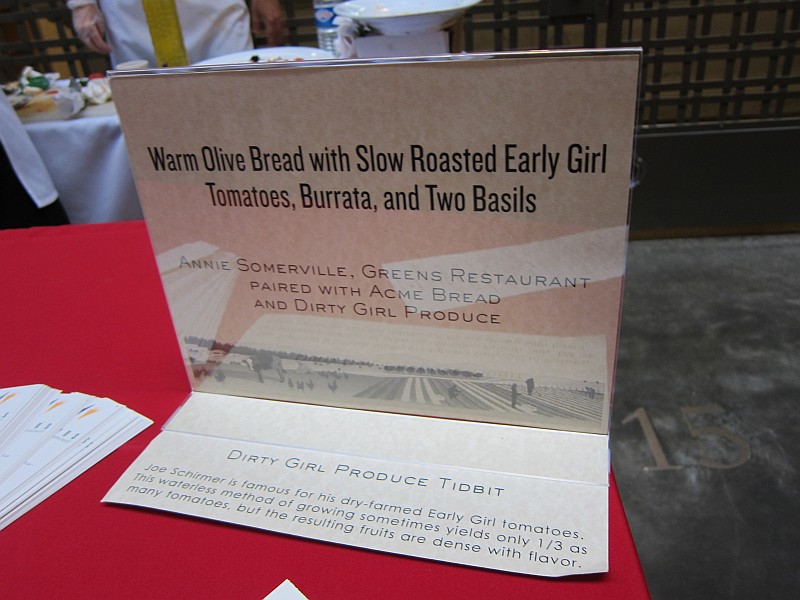 Warm Olive Bread with Slow Roasted Early Girl
Tomatoes, Burrata, and Two Basils
Annie Somerville, Greens Restaurant
paired with Acme Bread
and Dirty Girl Produce
Dirty Girl Produce Tidbit
Joe Schirmer is famous for his dry-farmed Early Girl tomatoes.
This waterless method of growing sometimes yields only 1/3 as
many tomatoes, but the resulting fruits are dense with flavor.
15